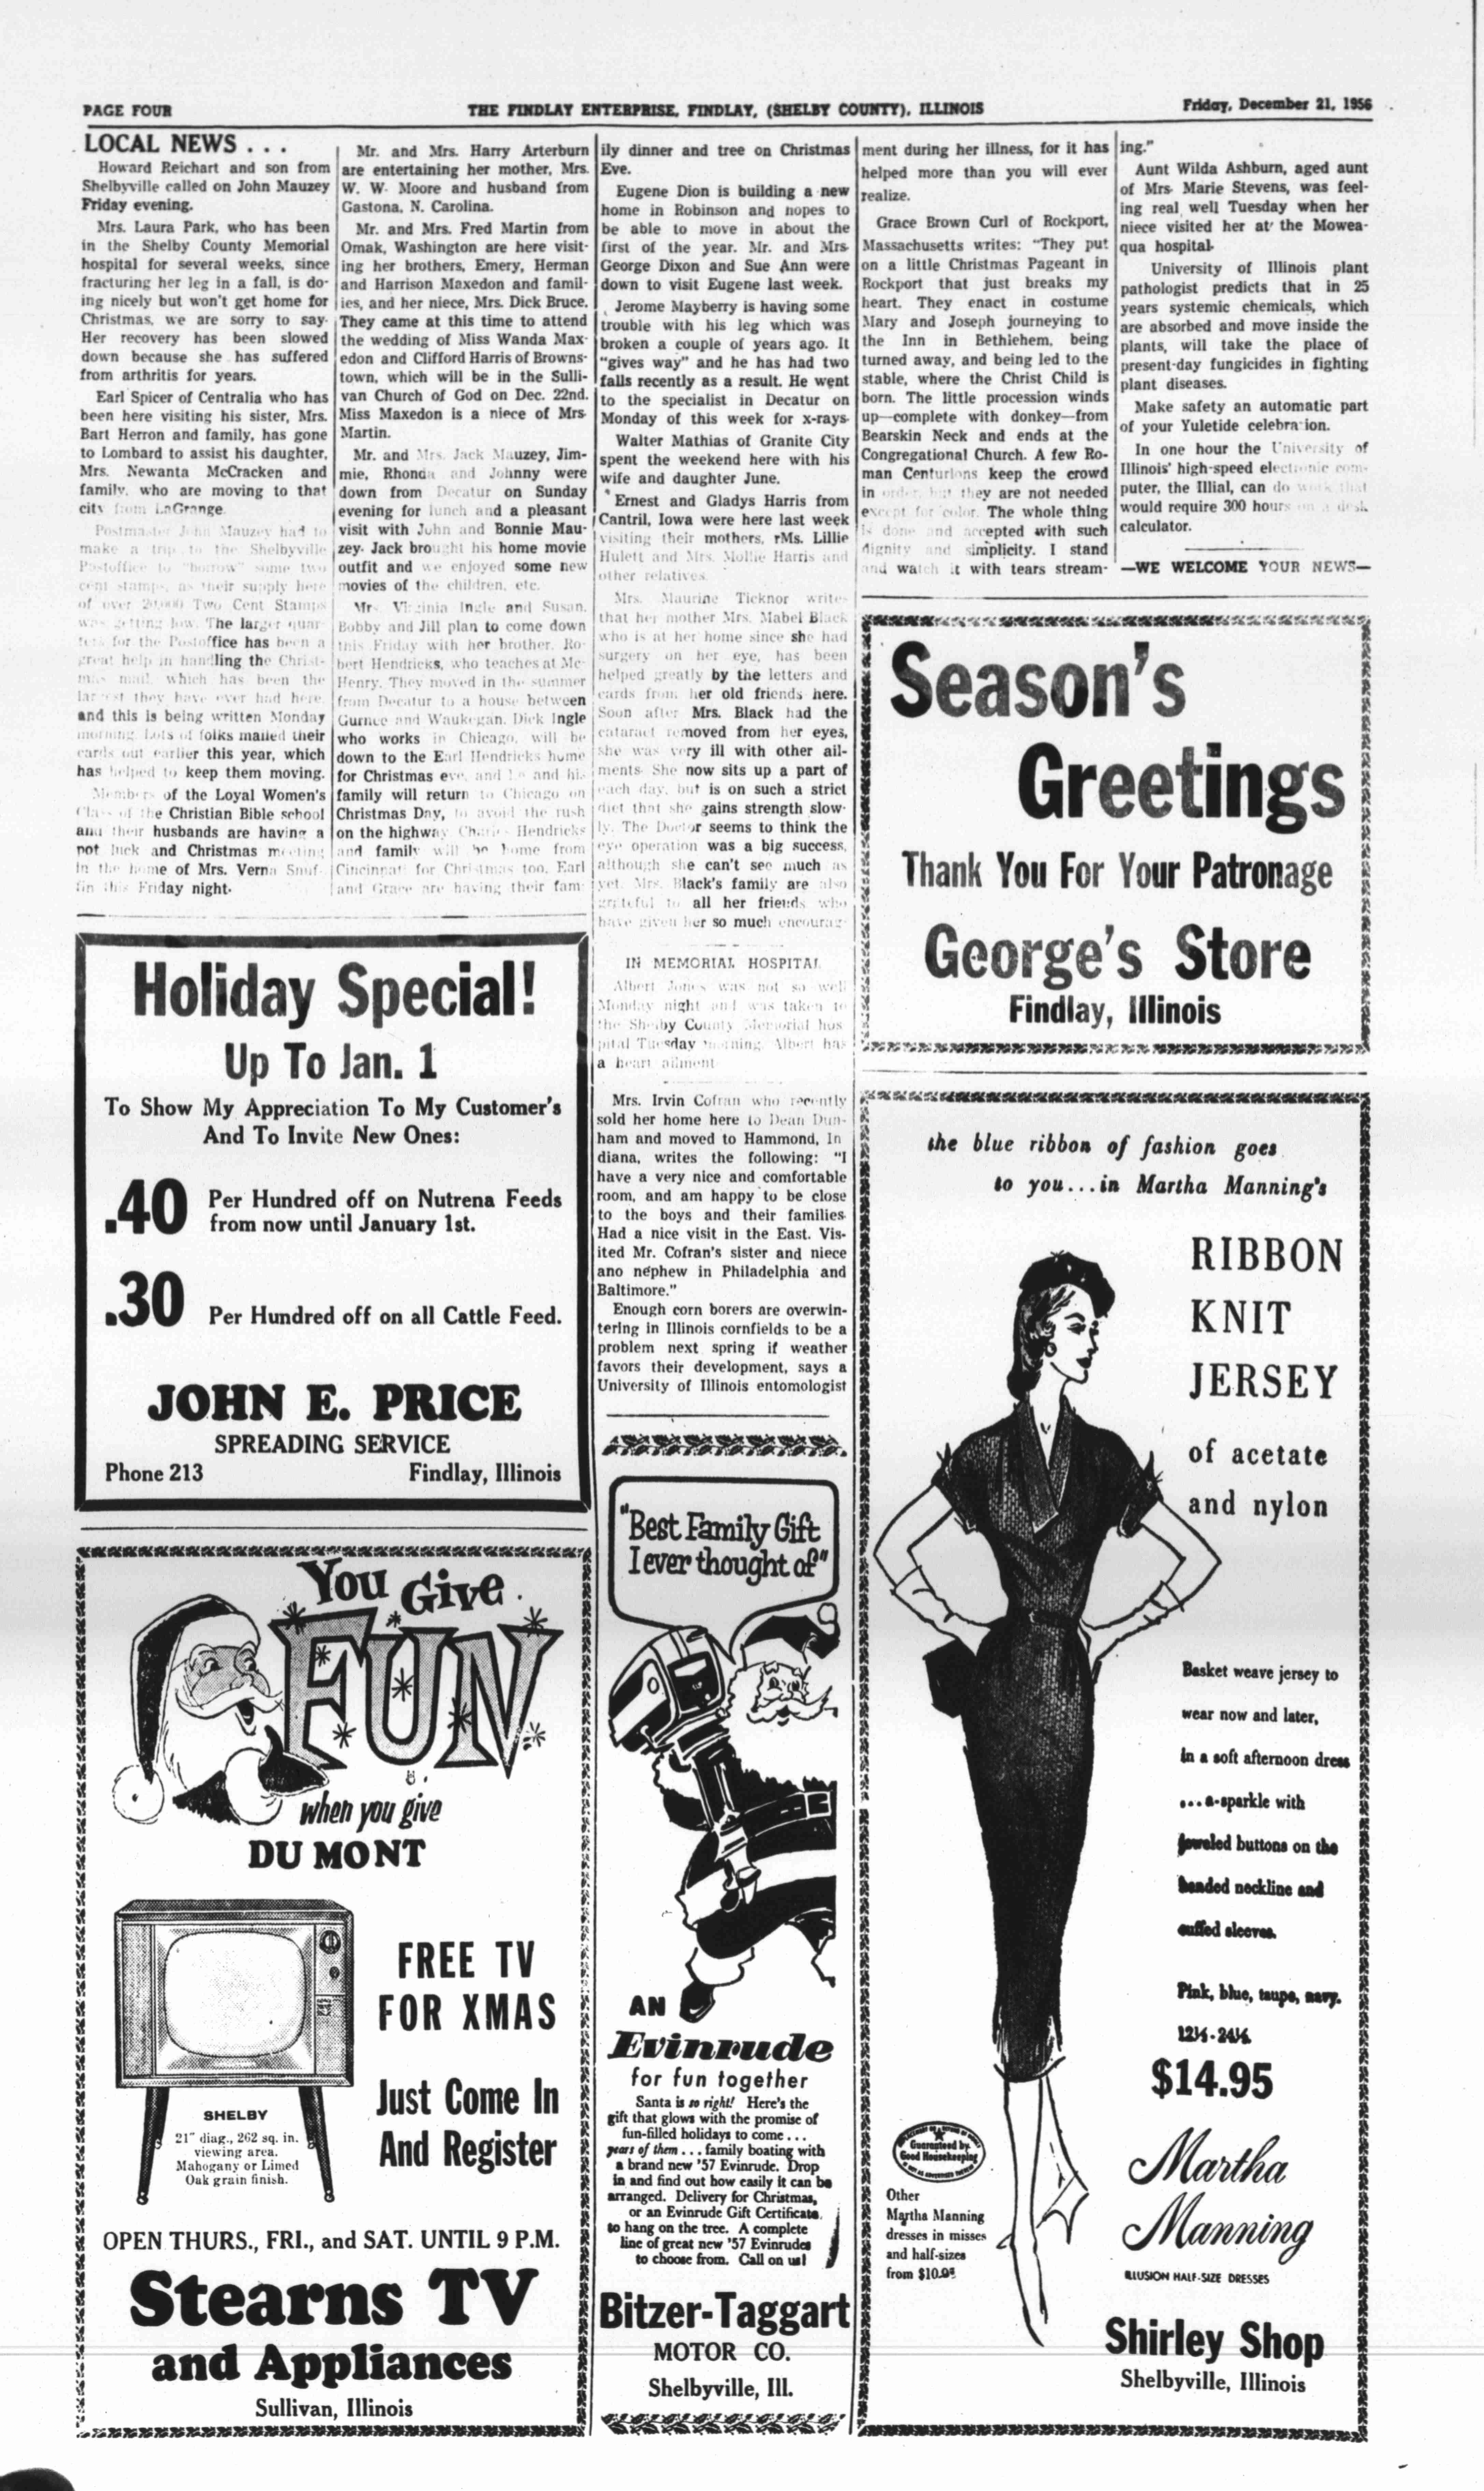 PAGE FOUR
THE FINDLAY ENTERPRISE, FINDLAY, (SHELBY COUNTY), ILLINOIS
Friday, December 21, 1956
LOCAL NEWS . . .
Howard Reichart and son from
Shelbyville called on John Mauzey
Friday evening.
Mrs. Laura Park, who has been
in the Shelby County Memorial
hospital for several weeks, since
fracturing her leg in a fall, is do-
ing nicely but won't get home for
Christmas, we are sorry to say.
Her recovery has been slowed
down because she has suffered
from arthritis for years.
Earl Spicer of Centralia who has
been here visiting his sister, Mrs.
Bart Herron and family, has gone
to Lombard to assist his daughter,
Mrs. Newanta McCracken and
family, who are moving to that
city from LaGrange.
Postmaster John Mauzey had to
make a trip to the Shelbyville
Postoffice to "borrow" some two
cent stamps, as their supply here
of over 20,000 Two Cent Stamps
was getting low. The larger quar-
ters for the Postoffice has been a
great help in handling the Christ-
mas mail which has been the
largest they have ever had here,
and this is being written Monday
morning. Lots of folks mailed their
cards out earlier this year, which
has helped to keep them moving.
Members of the Loyal Women's
Class of the Christian Bible school
and their husbands are having a
pot luck and Christmas meeting
in the home of Mrs. Verna Snuf-
fin this Friday night.
Mr. and Mrs. Harry Arterburn
are entertaining her mother, Mrs.
W. W. Moore and husband from
Gastona, N. Carolina.
Mr. and Mrs. Fred Martin from
Omak, Washington are here visit-
ing her brothers, Emery, Herman
and Harrison Maxedon and famil-
ies, and her niece, Mrs. Dick Bruce.
They came at this time to attend
the wedding of Miss Wanda Max-
edon and Clifford Harris of Browns-
town, which will be in the Sulli-
van Church of God on Dec. 22nd.
Miss Maxedon is a niece of Mrs.
Martin.
Mr. and Mrs. Jack Mauzey, Jim-
mie, Rhonda and Johnny were
down from Decatur on Sunday
evening for lunch and a pleasant
visit with John and Bonnie Mau-
zey. Jack brought his home movie
outfit and we enjoyed some new
movies of the children, etc.
Mrs. Virginia Ingle and Susan,
Bobby and Jill plan to come down
this Friday with her brother, Ro-
bert Hendricks, who teaches at Mc-
Henry. They moved in the summer
from Decatur to a house between
Gurnee and Waukegan. Dick Ingle
who works in Chicago, will be
down to the Earl Hendricks home
for Christmas eve, and he and his
family will return to Chicago on
Christmas Day, to avoid the rush
on the highway. Charles Hendricks
and family will be home from
Cincinnati for Christmas too. Earl
and Grace are having their fam-
ily dinner and tree on Christmas
Eve.
Eugene Dion is building a new
home in Robinson and hopes to
be able to move in about the
first of the year. Mr. and Mrs.
George Dixon and Sue Ann were
down to visit Eugene last week.
Jerome Mayberry is having some
trouble with his leg which was
broken a couple of years ago. It
"gives way" and he has had two
falls recently as a result. He went
to the specialist in Decatur on
Monday of this week for x-rays.
Walter Mathias of Granite City
spent the weekend here with his
wife and daughter June.
Ernest and Gladys Harris from
Cantril, Iowa were here last week
visiting their mothers, rMs. Lillie
Hulett and Mrs. Mollie Harris and
other relatives.
Mrs. Maurine Ticknor writes
that her mother Mrs. Mabel Black
who is at her home since she had
surgery on her eye, has been
helped greatly by the letters and
cards from her old friends here.
Soon after Mrs. Black had the
cataract removed from her eyes,
she was very ill with other ail-
ments. She now sits up a part of
each day, but is on such a strict
diet that she gains strength slow-
ly. The Doctor seems to think the
eye operation was a big success,
although she can't see much as
yet. Mrs. Black's family are also
grateful to all her friends who
have given her so much encourag-
IN MEMORIAL HOSPITAL
Albert Jones was not so well
Monday night and was taken to
the Shelby County Memorial hos
pital Tuesday morning. Albert has
a heart ailment
Mrs. Irvin Cofran who recently
sold her home here to Dean Dun-
ham and moved to Hammond, In
diana, writes the following: "I
have a very nice and comfortable
room, and am happy to be close
to the boys and their families.
Had a nice visit in the East. Vis-
ited Mr. Cofran's sister and niece
ano nephew in Philadelphia and
Baltimore."
Enough corn borers are overwin-
tering in Illinois cornfields to be a
problem next spring if weather
favors their development, says a
University of Illinois entomologist
ment during her illness, for it has
helped more than you will ever
realize.
Grace Brown Curl of Rockport,
Massachusetts writes: "They put
on a little Christmas Pageant in
Rockport that just breaks my
heart. They enact in costume
Mary and Joseph journeying to
the Inn in Bethlehem, being
turned away, and being led to the
stable, where the Christ Child is
born. The little procession winds
up—complete with donkey—from
Bearskin Neck and ends at the
Congregational Church. A few Ro-
man Centurions keep the crowd
in order, but they are not needed
except for color. The whole thing
is done and accepted with such
dignity and simplicity. I stand
and watch it with tears stream-
ing."
Aunt Wilda Ashburn, aged aunt
of Mrs. Marie Stevens, was feel-
ing real well Tuesday when her
niece visited her at the Mowea-
qua hospital.
University of Illinois plant
pathologist predicts that in 25
years systemic chemicals, which
are absorbed and move inside the
plants, will take the place of
present-day fungicides in fighting
plant diseases.
Make safety an automatic part
of your Yuletide celebration.
In one hour the University of
Illinois' high-speed electronic com-
puter, the Illial, can do work that
would require 300 hours on a desk
calculator.
—WE WELCOME YOUR NEWS—
Holiday Special!
Up To Jan. 1
To Show My Appreciation To My Customer's
And To Invite New Ones:
.40 Per Hundred off on Nutrena Feeds
from now until January 1st.
.30 Per Hundred off on all Cattle Feed.
JOHN E. PRICE
SPREADING SERVICE
Phone 213 Findlay, Illinois
You Give
FUN
when you give
DU MONT
FREE TV
FOR XMAS
Just Come In
And Register
SHELBY
21" diag., 262 sq. in.
viewing area.
Mahogany or Limed
Oak grain finish.
OPEN THURS., FRI., and SAT. UNTIL 9 P.M.
Stearns TV
and Appliances
Sullivan, Illinois
"Best Family Gift
I ever thought of"
AN
Evinrude
for fun together
Santa is so right! Here's the
gift that glows with the promise of
fun-filled holidays to come . . .
years of them . . . family boating with
a brand new '57 Evinrude. Drop
in and find out how easily it can be
arranged. Delivery for Christmas,
or an Evinrude Gift Certificate
to hang on the tree. A complete
line of great new '57 Evinrudes
to choose from. Call on us!
Bitzer-Taggart
MOTOR CO.
Shelbyville, Ill.
Season's
Greetings
Thank You For Your Patronage
George's Store
Findlay, Illinois
the blue ribbon of fashion goes
to you...in Martha Manning's
RIBBON
KNIT
JERSEY
of acetate
and nylon
Basket weave jersey to
wear now and later,
in a soft afternoon dress
...a-sparkle with
jeweled buttons on the
banded neckline and
cuffed sleeves.
Pink, blue, taupe, navy.
12½-24½
$14.95
Guaranteed by
Good Housekeeping
Other
Martha Manning
dresses in misses
and half-sizes
from $10.95
Martha
Manning
ILLUSION HALF-SIZE DRESSES
Shirley Shop
Shelbyville, Illinois